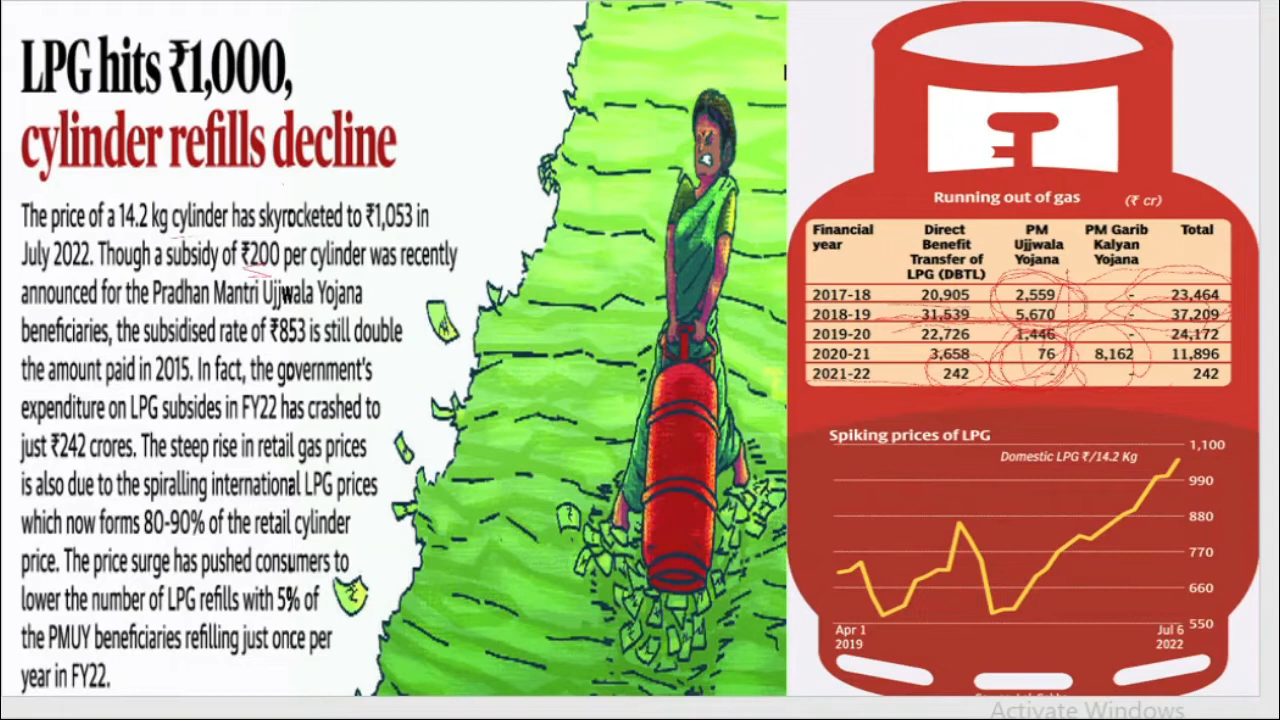 LPG hits ₹1,000,
cylinder refills decline
The price of a 14.2 kg cylinder has skyrocketed to ₹1,053 in
July 2022. Though a subsidy of ₹200 per cylinder was recently
announced for the Pradhan Mantri Ujjwala Yojana
beneficiaries, the subsidised rate of ₹853 is still double
the amount paid in 2015. In fact, the government's
expenditure on LPG subsides in FY22 has crashed to
just ₹242 crores. The steep rise in retail gas prices
is also due to the spiralling international LPG prices
which now forms 80-90% of the retail cylinder
price. The price surge has pushed consumers to
lower the number of LPG refills with 5% of
the PMUY beneficiaries refilling just once per
year in FY22.
Running out of gas (₹ cr)
Financial year Direct Benefit Transfer of LPG (DBTL) PM Ujjwala Yojana PM Garib Kalyan Yojana Total
2017-18 20,905 2,559 - 23,464
2018-19 31,539 5,670 - 37,209
2019-20 22,726 1,446 - 24,172
2020-21 3,658 76 8,162 11,896
2021-22 242 - - 242
Spiking prices of LPG
Domestic LPG ₹/14.2 Kg
1,100
990
880
770
660
550
Apr 1 2019
Jul 6 2022
Activate Windows